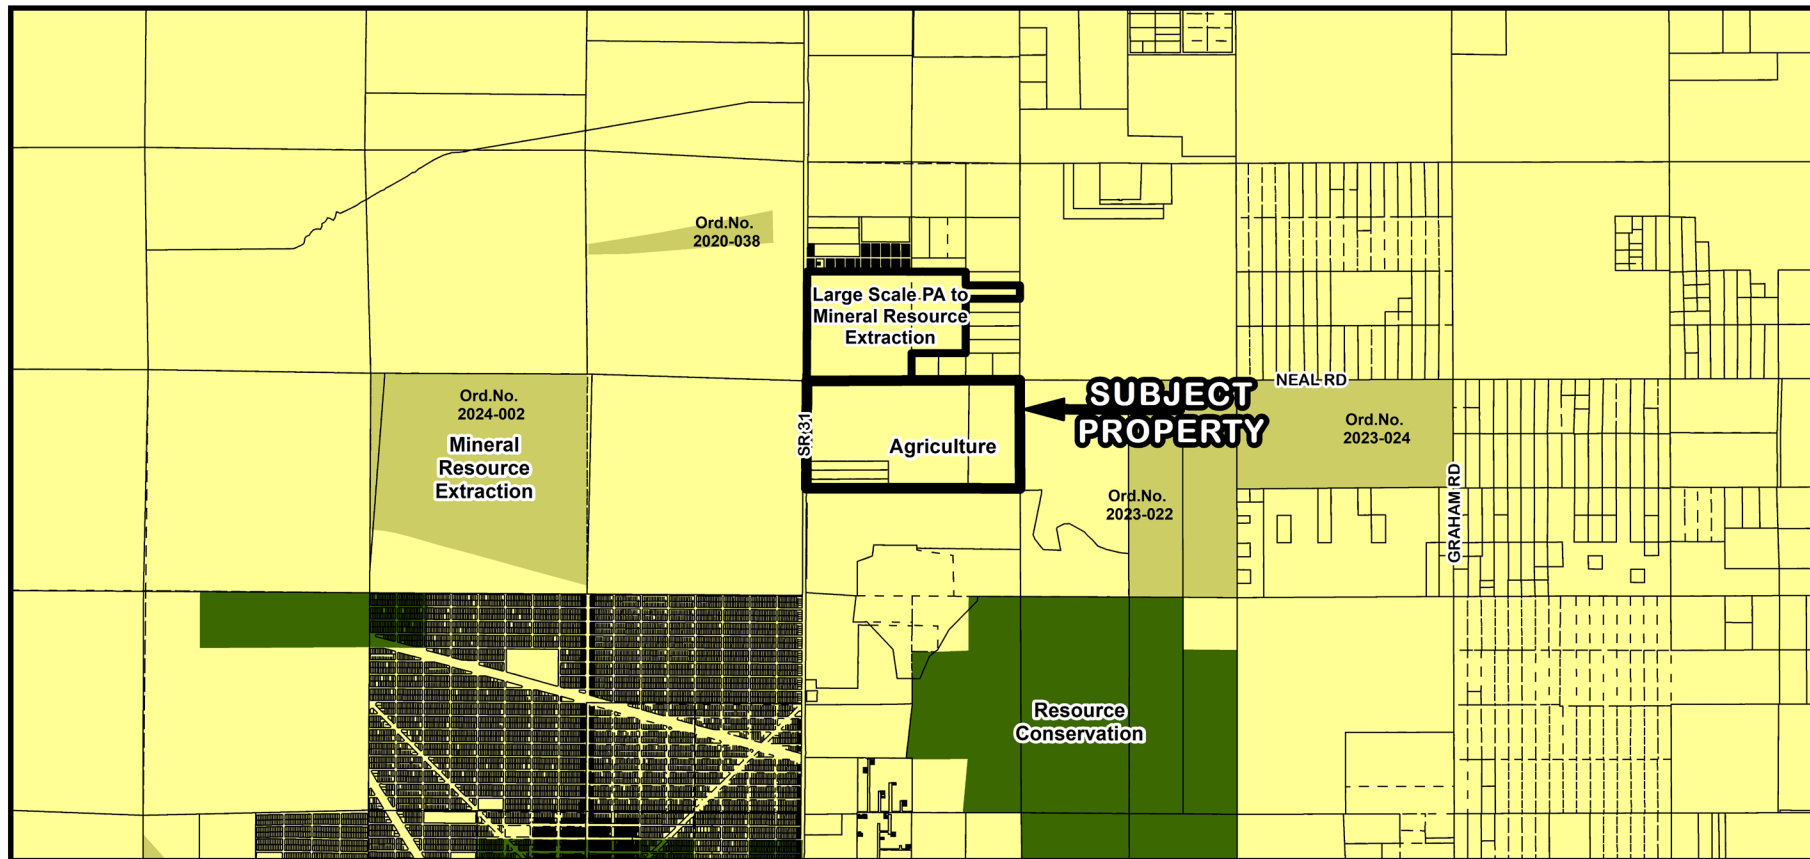 Ord.No.
2020-038
Large Scale PA to
Mineral Resource
Extraction
NEAL RD
SUBJECT
PROPERTY
Ord.No.
2024-002
Mineral
Resource
Extraction
SR 31
Agriculture
Ord.No.
2023-024
Ord.No.
2023-022
GRAHAM RD
Resource
Conservation